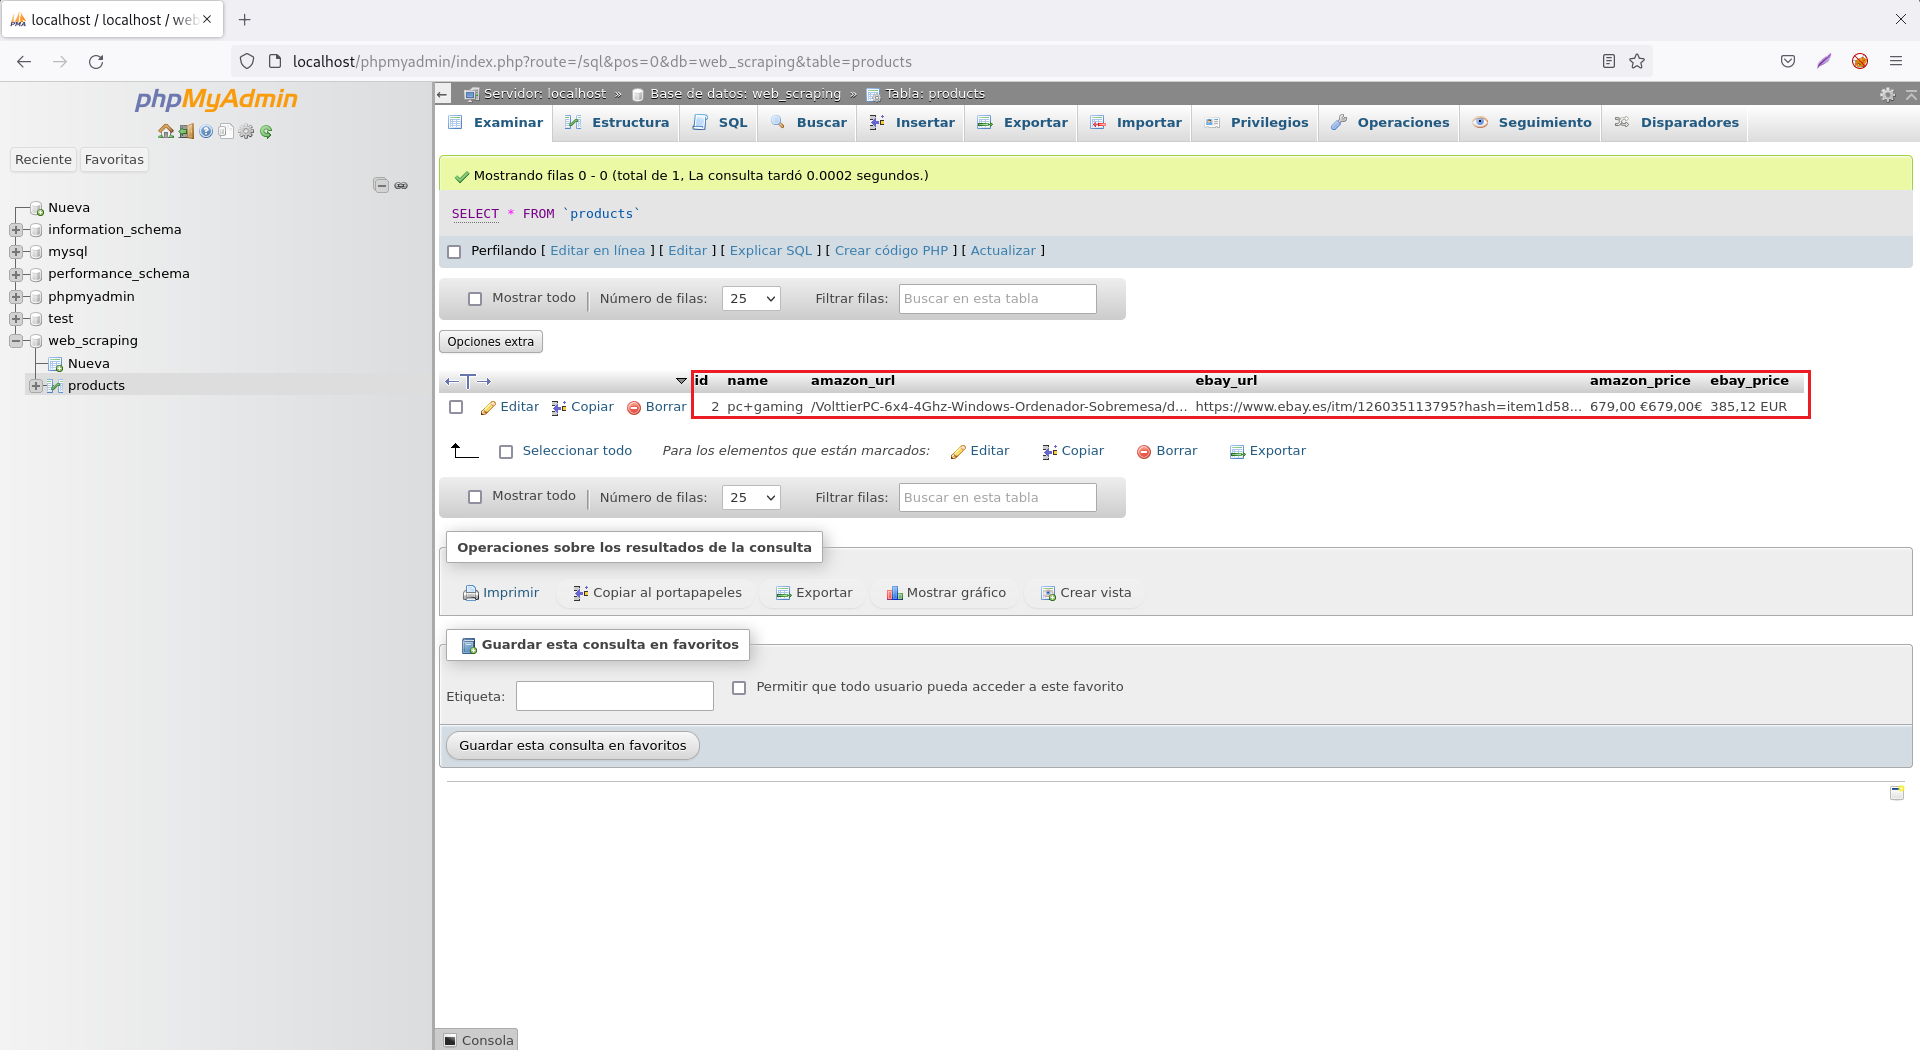 localhost / localhost / we
localhost/phpmyadmin/index.php?route=/sql&pos=0&db=web_scraping&table=products
phpMyAdmin
Reciente Favoritas
Nueva
information_schema
mysql
performance_schema
phpmyadmin
test
web_scraping
Nueva
products
Servidor: localhost » Base de datos: web_scraping » Tabla: products
Examinar Estructura SQL Buscar Insertar Exportar Importar Privilegios Operaciones Seguimiento Disparadores
Mostrando filas 0 - 0 (total de 1, La consulta tardó 0.0002 segundos.)
SELECT * FROM `products`
Perfilando [ Editar en línea ] [ Editar ] [ Explicar SQL ] [ Crear código PHP ] [ Actualizar ]
Mostrar todo | Número de filas: 25 Filtrar filas: Buscar en esta tabla
Opciones extra
id name amazon_url ebay_url amazon_price ebay_price
Editar Copiar Borrar 2 pc+gaming /VolttierPC-6x4-4Ghz-Windows-Ordenador-Sobremesa/d... https://www.ebay.es/itm/126035113795?hash=item1d58... 679,00 €679,00€ 385,12 EUR
Seleccionar todo Para los elementos que están marcados: Editar Copiar Borrar Exportar
Mostrar todo | Número de filas: 25 Filtrar filas: Buscar en esta tabla
Operaciones sobre los resultados de la consulta
Imprimir Copiar al portapapeles Exportar Mostrar gráfico Crear vista
Guardar esta consulta en favoritos
Etiqueta: Permitir que todo usuario pueda acceder a este favorito
Guardar esta consulta en favoritos
Consola